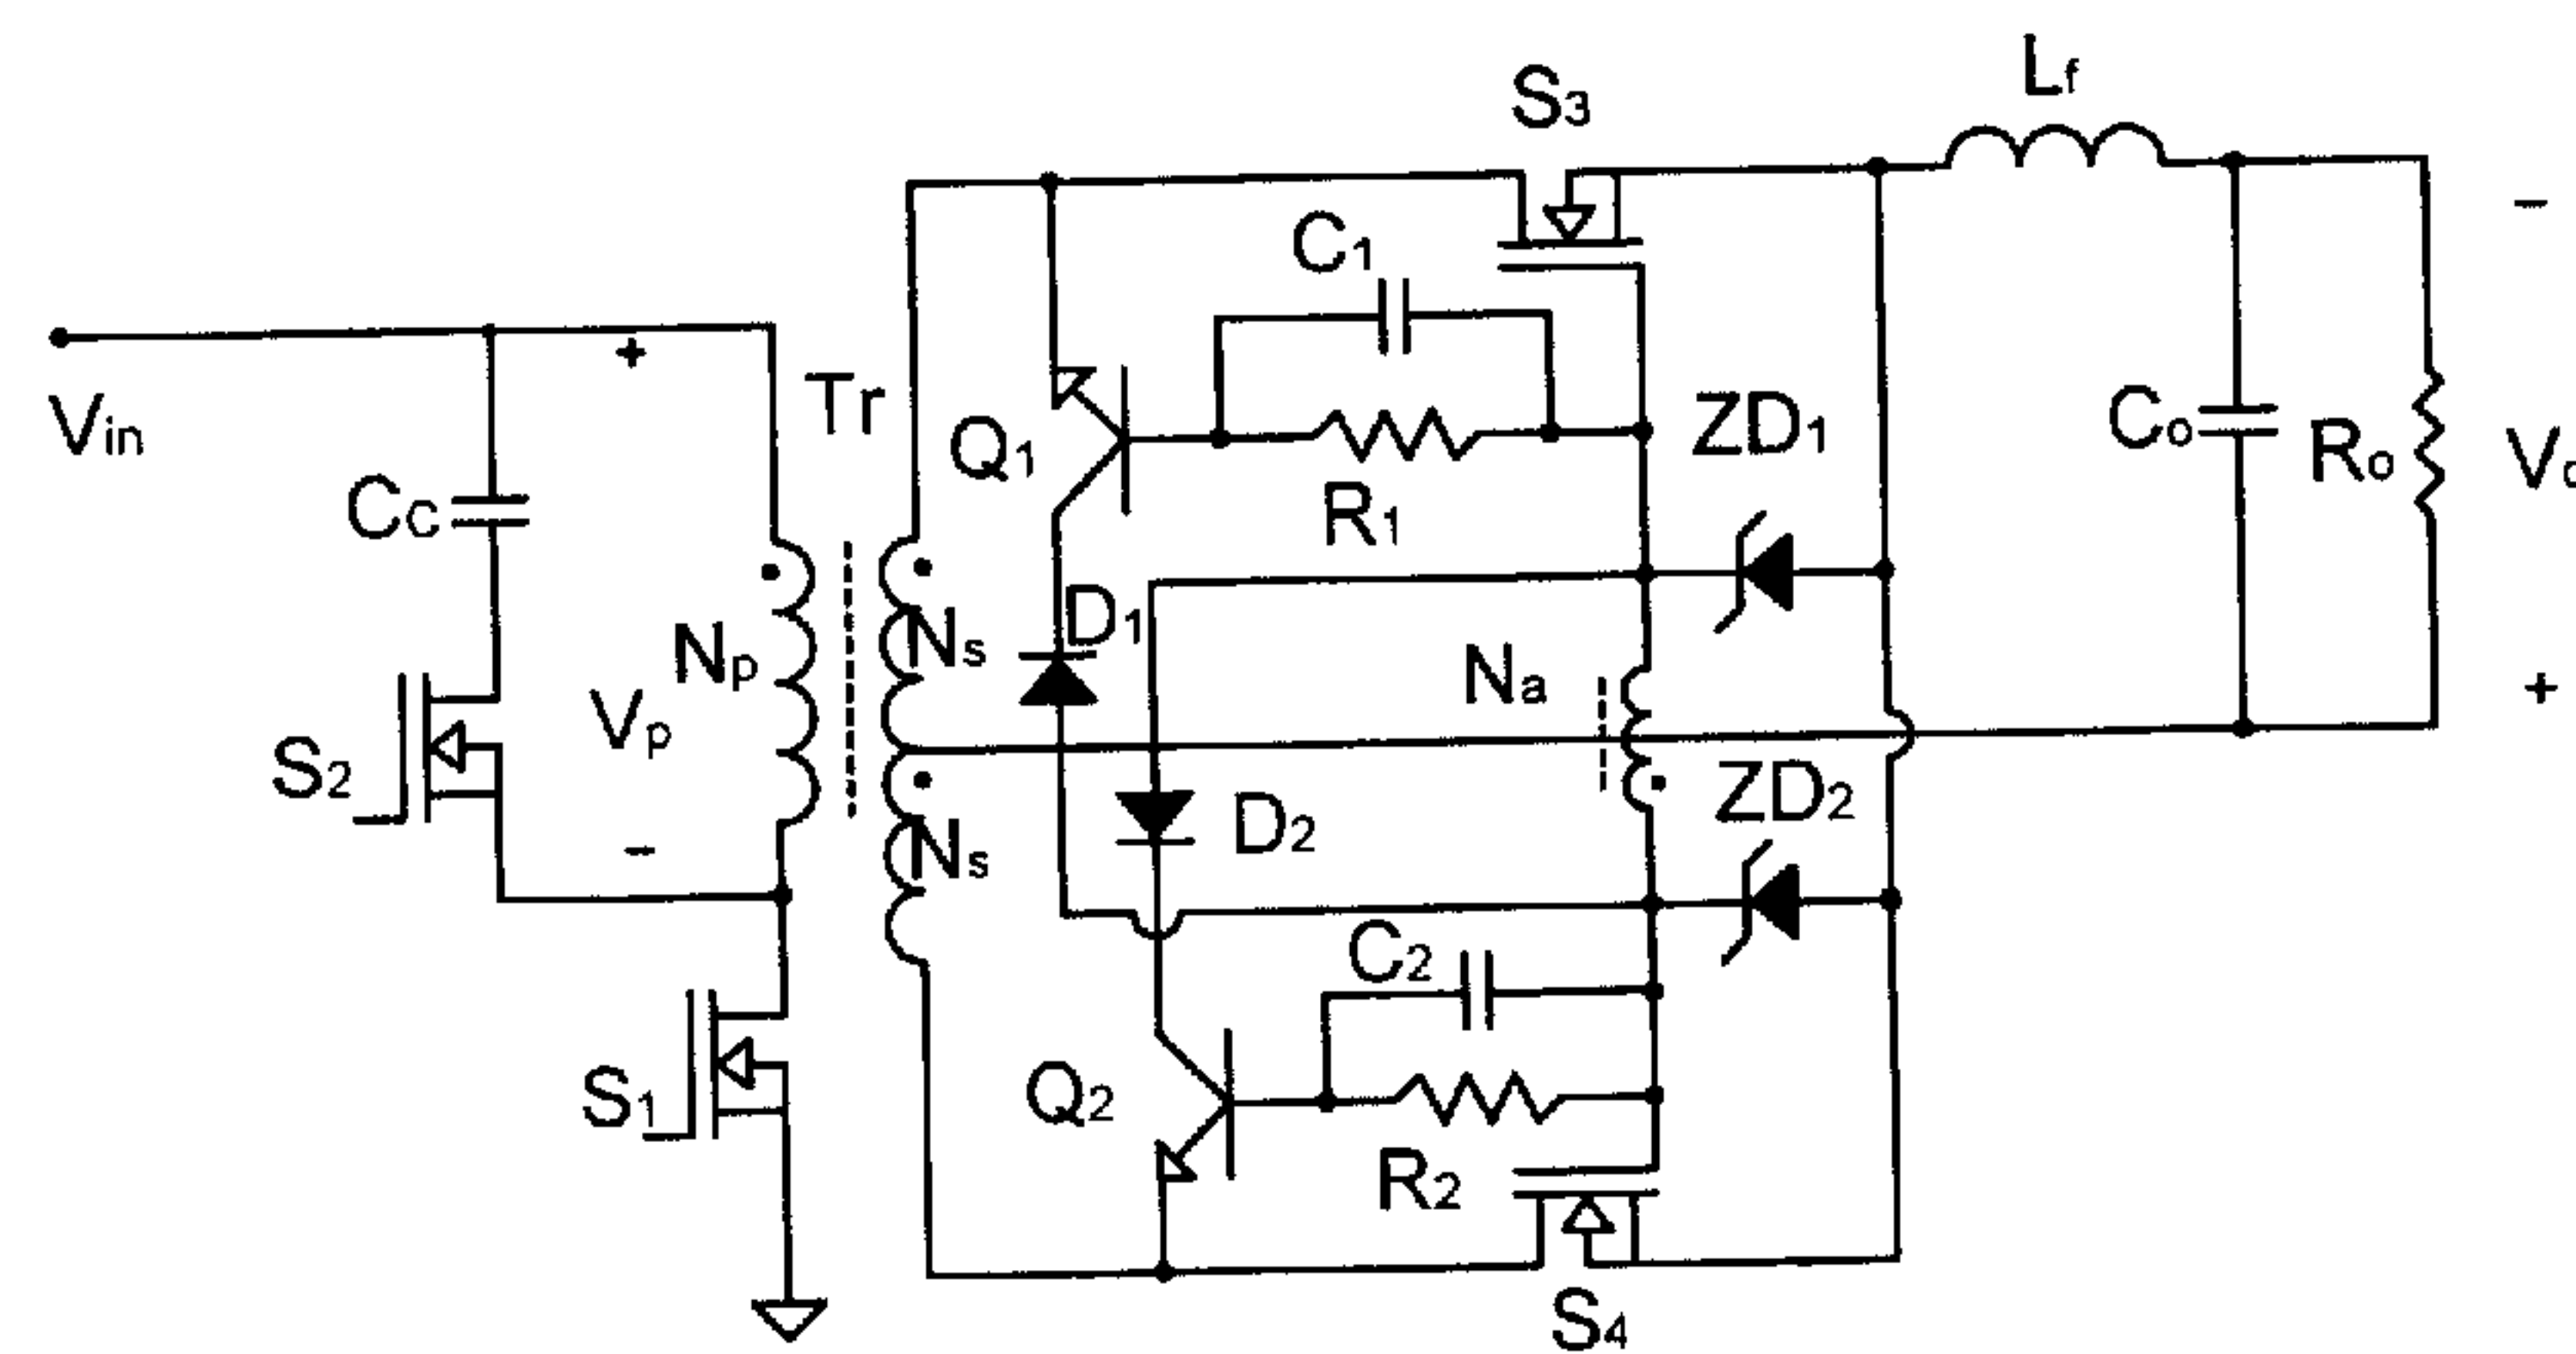 S3
Lf
C1
Vin
+
Tr
Q1
ZD1
Co
Ro
−
CC
R1
D1
Np
Ns
Na
Vp
S2
+
D2
ZD2
−
Ns
C2
S1
Q2
R2
S4